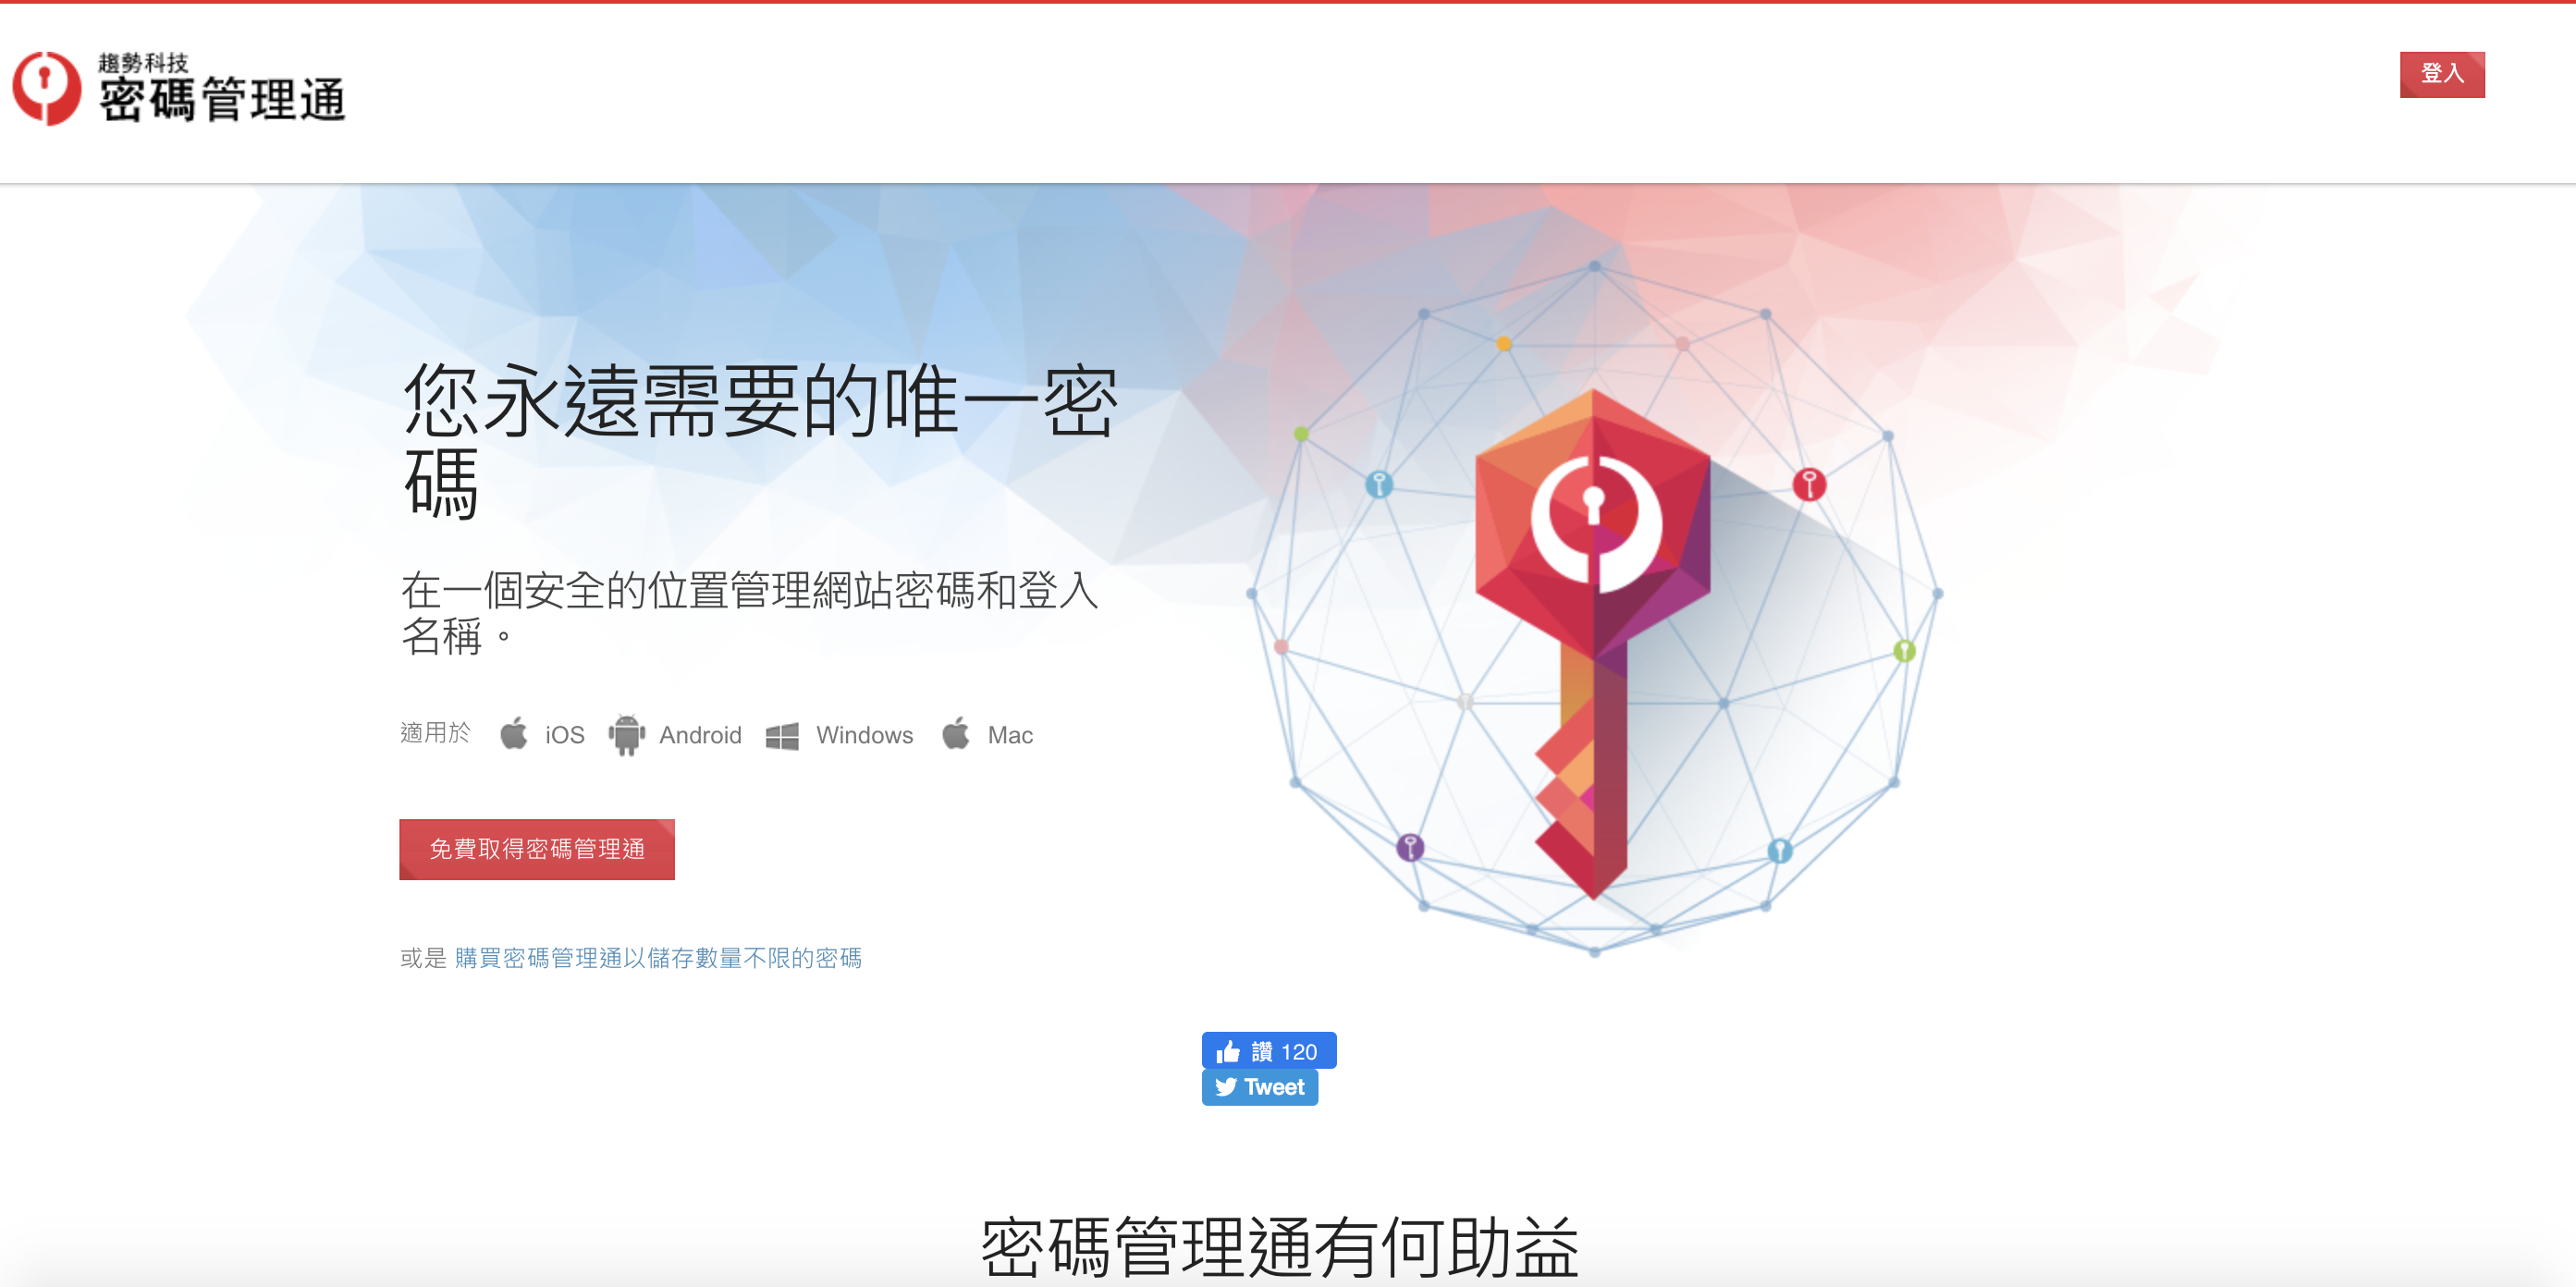 趨勢科技
密碼管理通
登入
您永遠需要的唯一密
碼
在一個安全的位置管理網站密碼和登入
名稱。
適用於 iOS Android Windows Mac
免費取得密碼管理通
或是 購買密碼管理通以儲存數量不限的密碼
讚 120
Tweet
密碼管理通有何助益